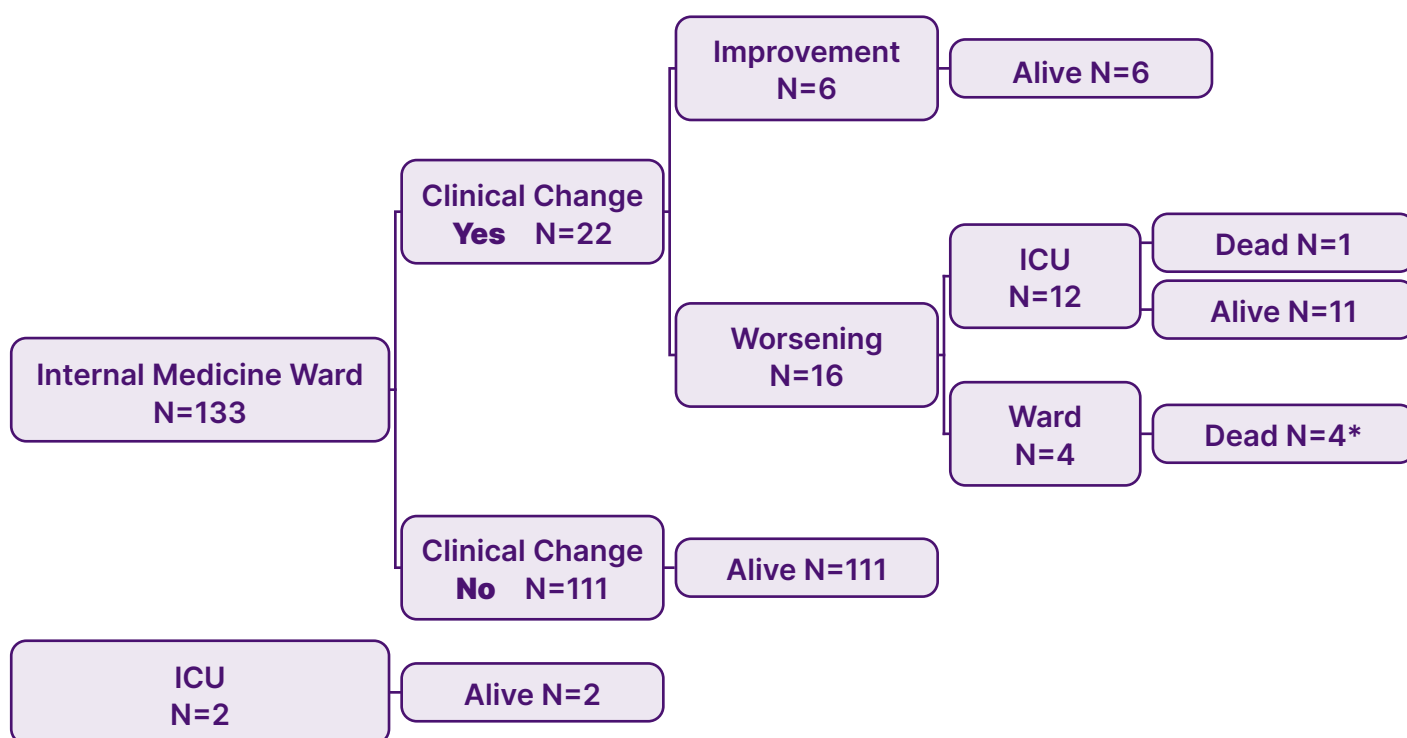 Improvement
N=6
Alive N=6
Clinical Change
Yes N=22
ICU
N=12
Dead N=1
Alive N=11
Worsening
N=16
Internal Medicine Ward
N=133
Ward
N=4
Dead N=4*
Clinical Change
No N=111
Alive N=111
ICU
N=2
Alive N=2